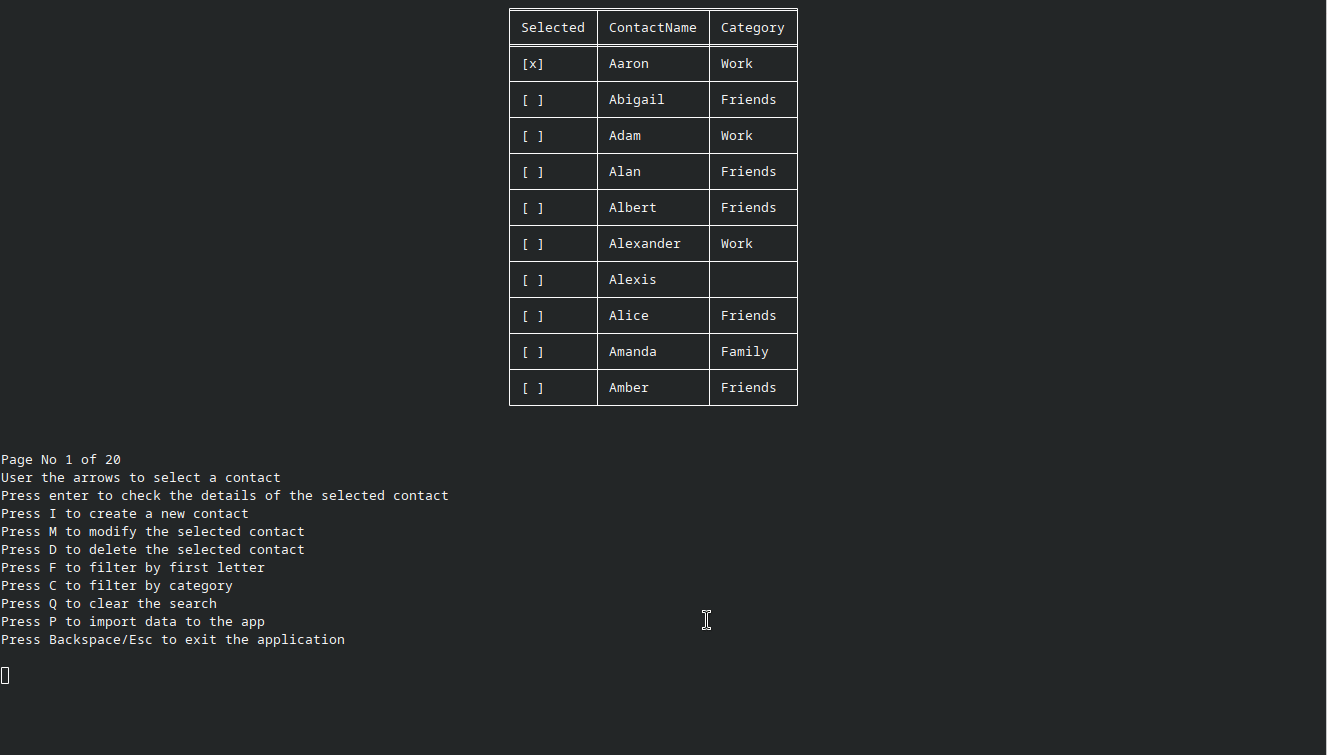 Selected ContactName Category
[x] Aaron Work
[ ] Abigail Friends
[ ] Adam Work
[ ] Alan Friends
[ ] Albert Friends
[ ] Alexander Work
[ ] Alexis
[ ] Alice Friends
[ ] Amanda Family
[ ] Amber Friends
Page No 1 of 20
User the arrows to select a contact
Press enter to check the details of the selected contact
Press I to create a new contact
Press M to modify the selected contact
Press D to delete the selected contact
Press F to filter by first letter
Press C to filter by category
Press Q to clear the search
Press P to import data to the app
Press Backspace/Esc to exit the application